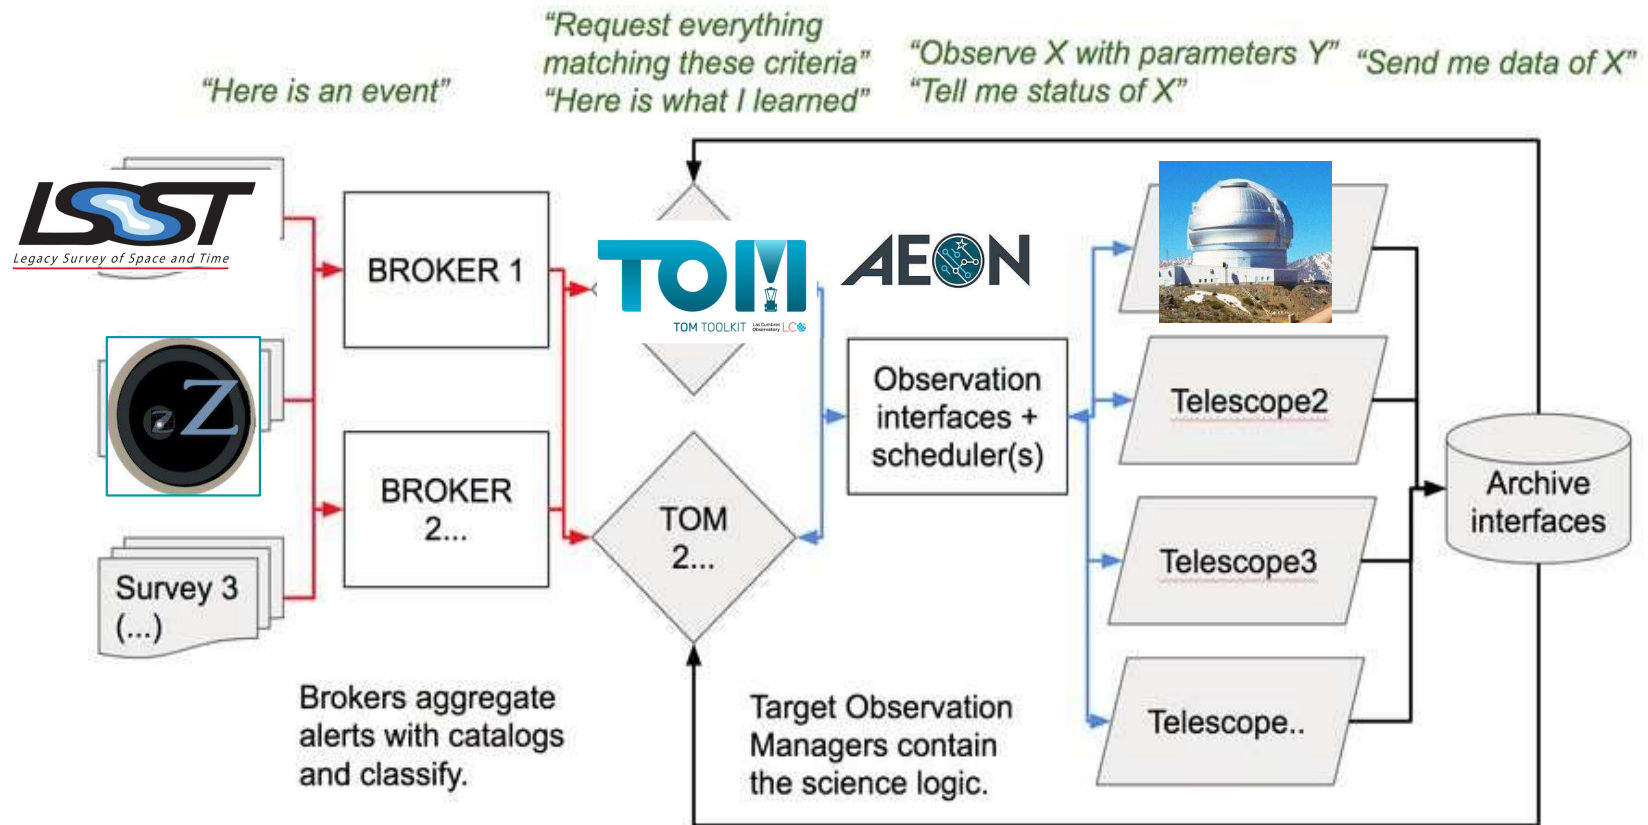 “Request everything
matching these criteria”
“Here is what I learned”
“Observe X with parameters Y”
“Tell me status of X”
“Send me data of X”
“Here is an event”
LSST
Legacy Survey of Space and Time
BROKER 1
TOM
TOM TOOLKIT
Las Cumbres
Observatory
LCO
AEON
Z
Z
Observation
interfaces +
scheduler(s)
Telescope2
BROKER
2...
TOM
2...
Archive
interfaces
Telescope3
Survey 3
(...)
Telescope..
Brokers aggregate
alerts with catalogs
and classify.
Target Observation
Managers contain
the science logic.